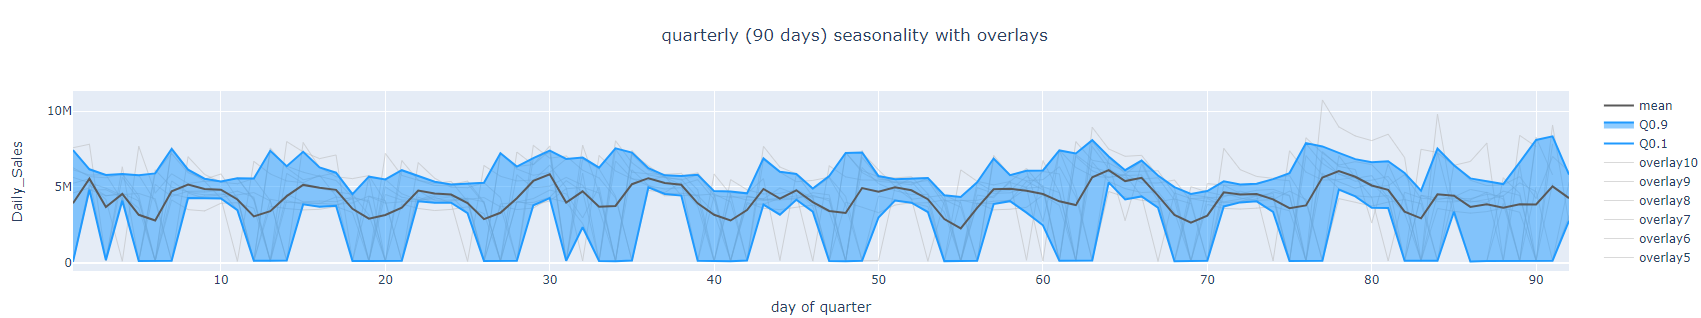 quarterly (90 days) seasonality with overlays
Daily_Sales
10M
5M
0
10
20
30
40
50
60
70
80
90
day of quarter
mean
Q0.9
Q0.1
overlay10
overlay9
overlay8
overlay7
overlay6
overlay5